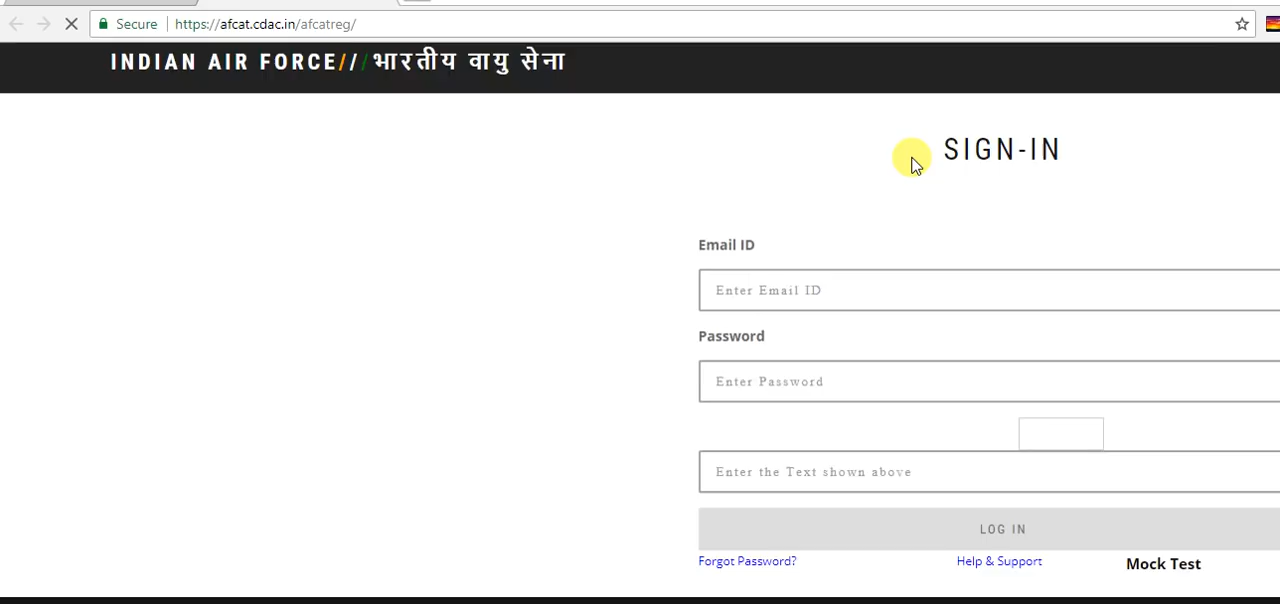 Secure https://afcat.cdac.in/afcatreg/
INDIAN AIR FORCE///भारतीय वायु सेना
SIGN-IN
Email ID
Enter Email ID
Password
Enter Password
Enter the Text shown above
LOG IN
Forgot Password? Help & Support Mock Test